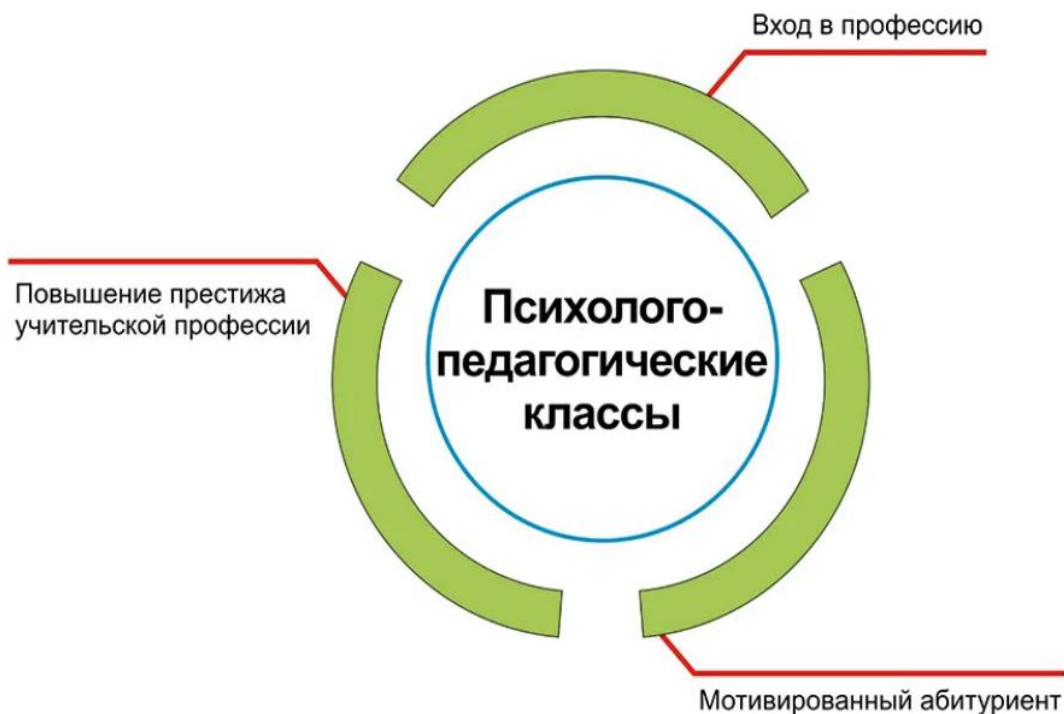 Вход в профессию
Повышение престижа
учительской профессии
Психолого-
педагогические
классы
Мотивированный абитуриент